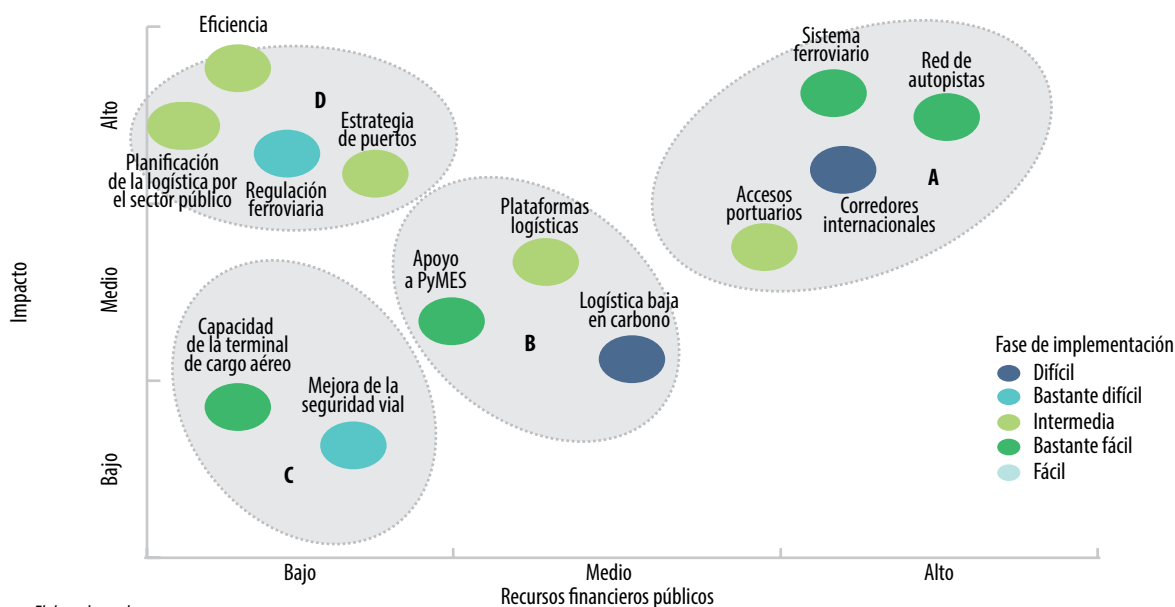 Eficiencia
Sistema
ferroviario
Red de
autopistas
D
Estrategia
de puertos
Planificación
de la logística por
el sector público
Regulación
ferroviaria
A
Accesos
portuarios
Corredores
internacionales
Plataformas
logísticas
Apoyo
a PyMES
Logística baja
en carbono
B
Capacidad
de la terminal
de cargo aéreo
Mejora de la
seguridad vial
C
Impacto
Alto
Medio
Bajo
Fase de implementación
Difícil
Bastante difícil
Intermedia
Bastante fácil
Fácil
Bajo
Medio
Alto
Recursos financieros públicos